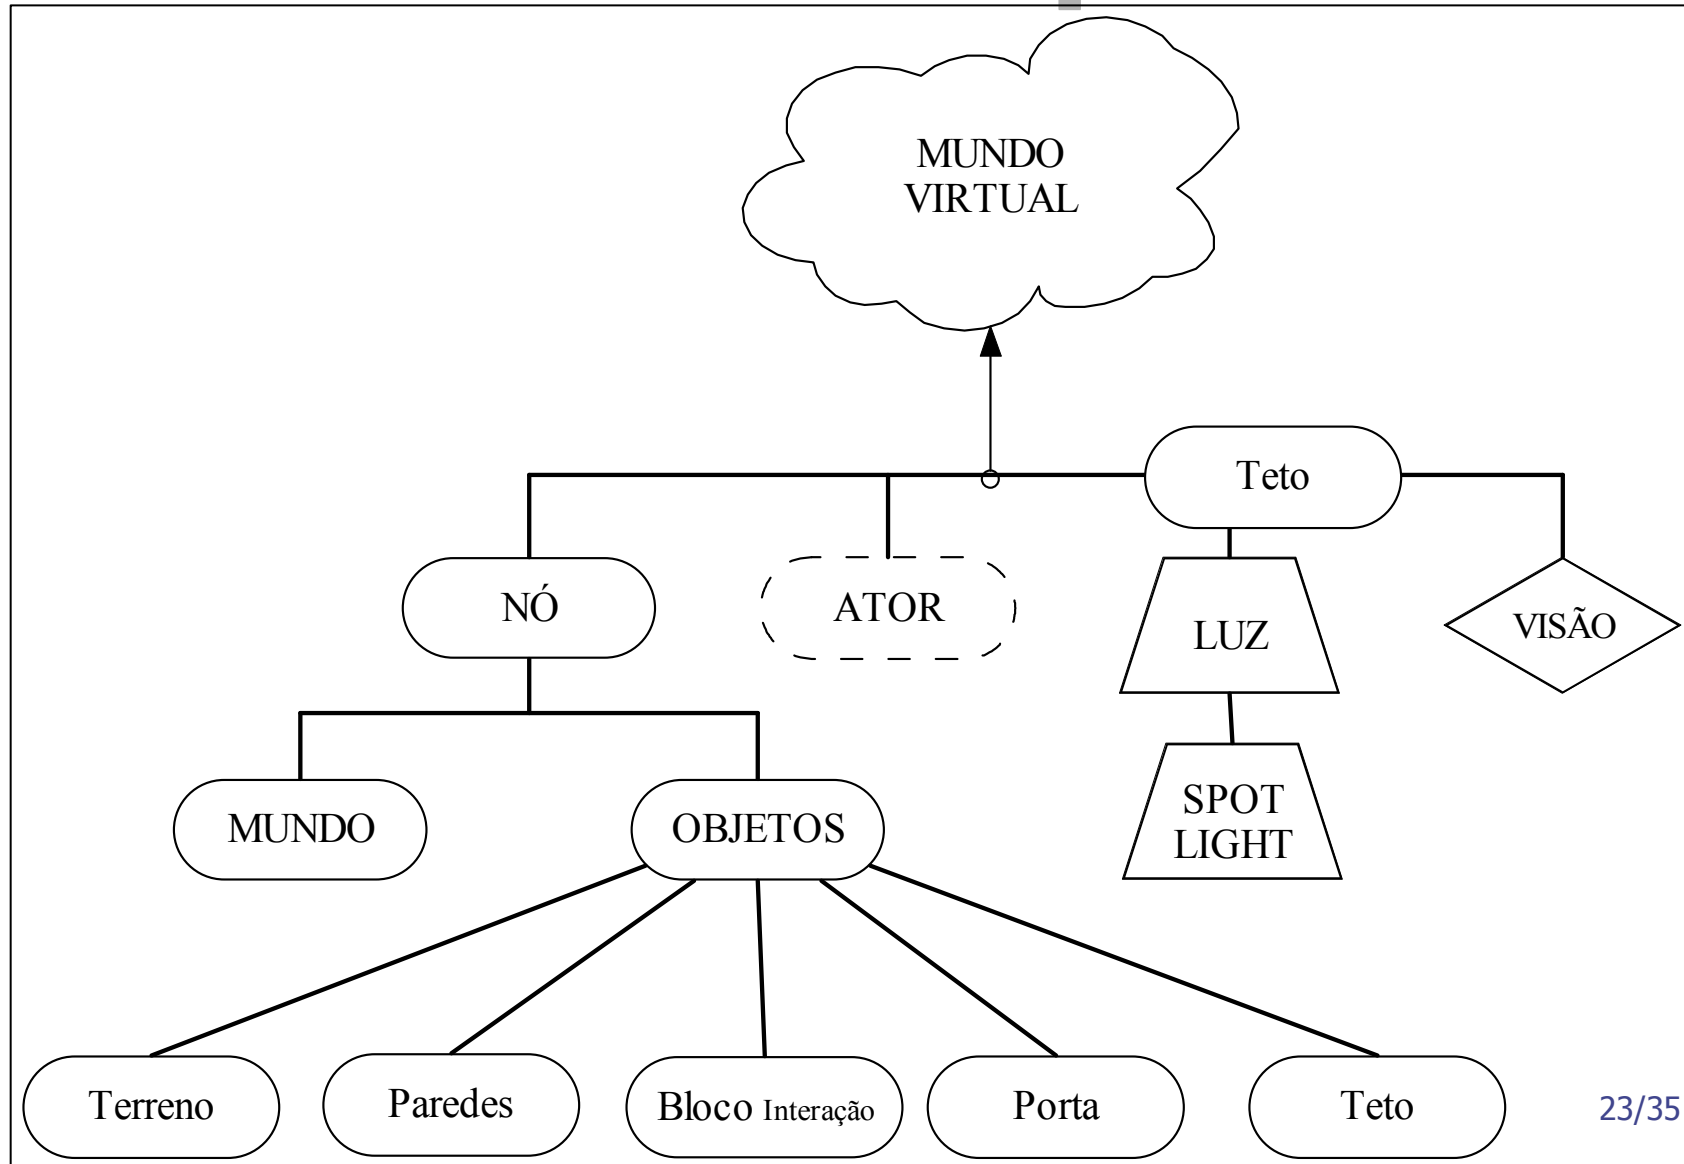 MUNDO
VIRTUAL
Teto
NÓ
ATOR
LUZ
VISÃO
MUNDO
OBJETOS
SPOT
LIGHT
Terreno
Paredes
Bloco Interação
Porta
Teto
23/35